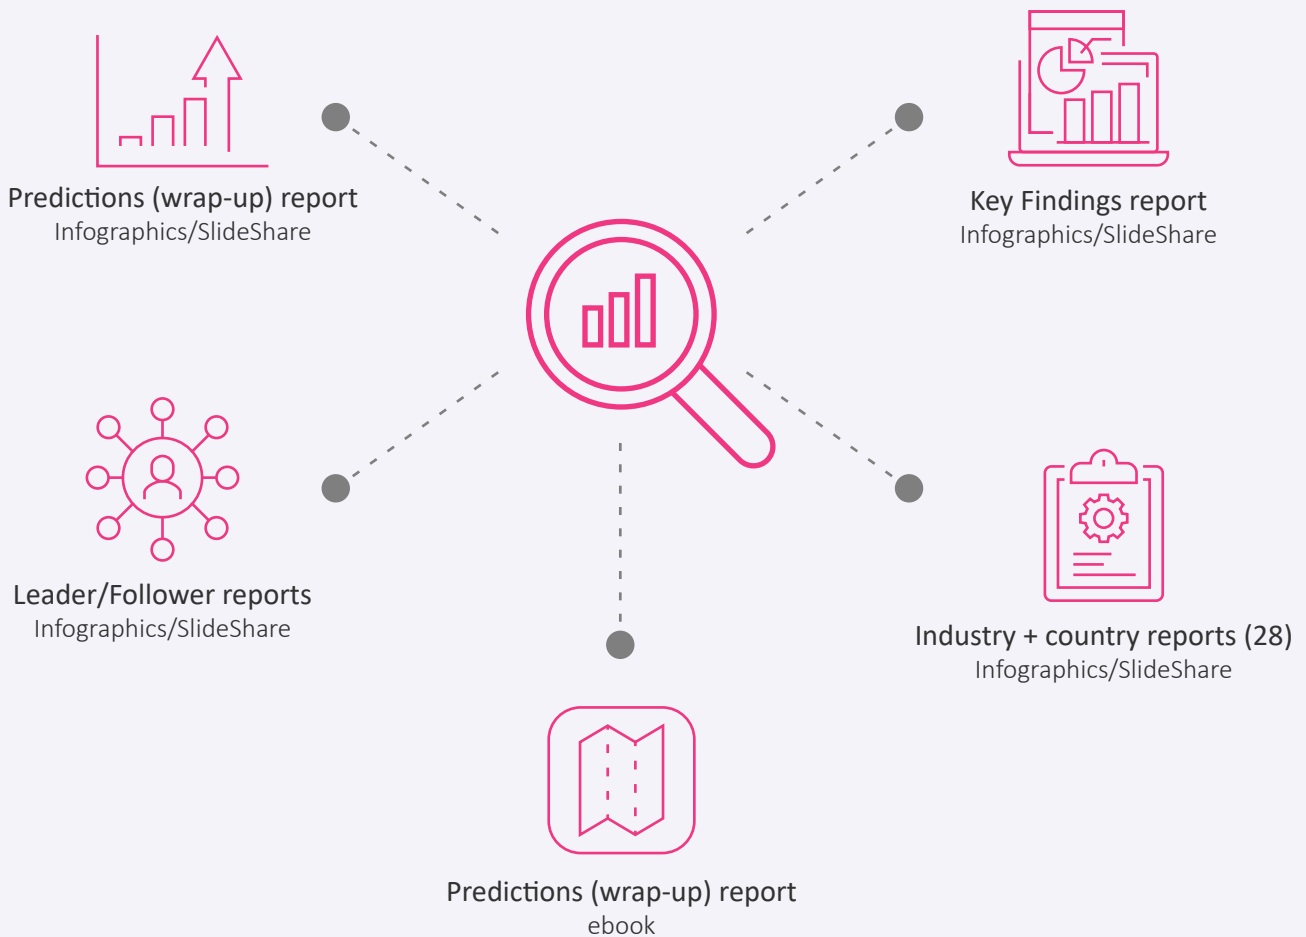 Predictions (wrap-up) report
Infographics/SlideShare
Key Findings report
Infographics/SlideShare
Leader/Follower reports
Infographics/SlideShare
Industry + country reports (28)
Infographics/SlideShare
Predictions (wrap-up) report
ebook